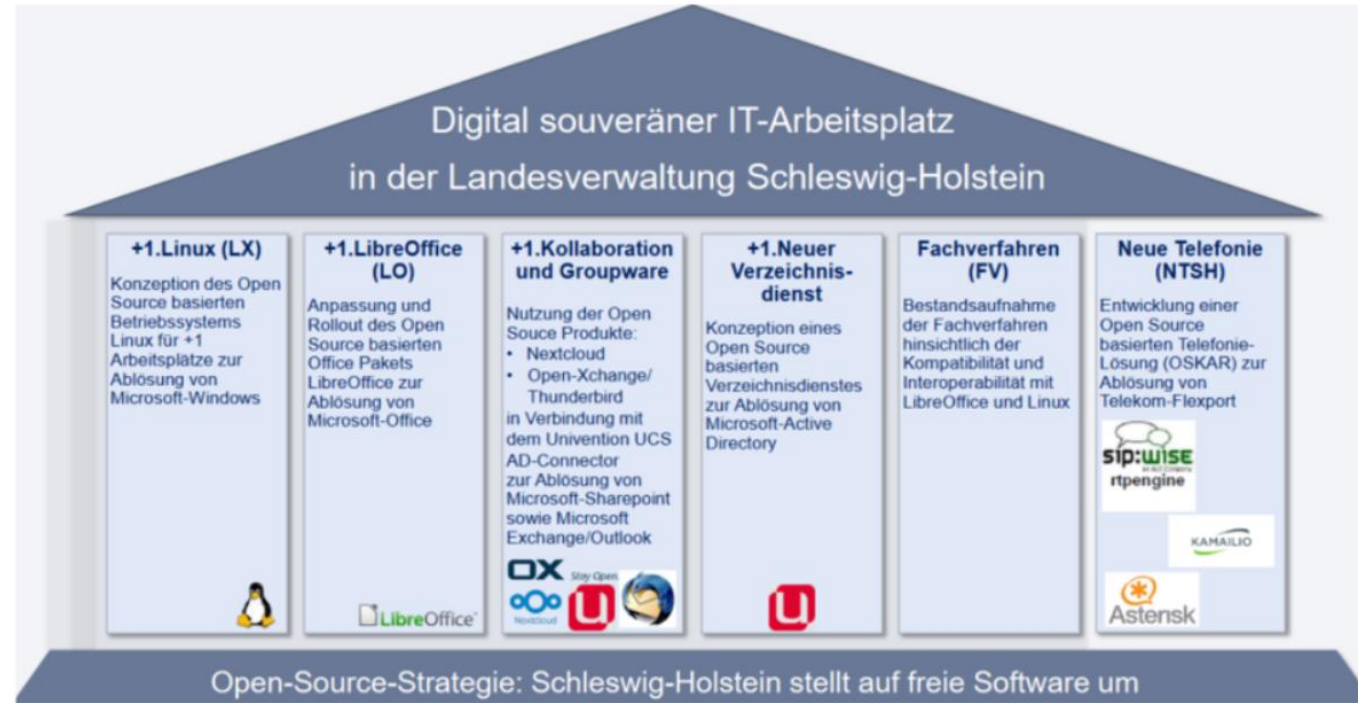 Digital souveräner IT-Arbeitsplatz
in der Landesverwaltung Schleswig-Holstein
+1.Linux (LX)
Konzeption des Open
Source basierten
Betriebssystems
Linux für +1
Arbeitsplätze zur
Ablösung von
Microsoft-Windows
+1.LibreOffice
(LO)
Anpassung und
Rollout des Open
Source basierten
Office Pakets
LibreOffice zur
Ablösung von
Microsoft-Office
LibreOffice
+1.Kollaboration
und Groupware
Nutzung der Open
Souce Produkte:
• Nextcloud
• Open-Xchange/
Thunderbird
in Verbindung mit
dem Univention UCS
AD-Connector
zur Ablösung von
Microsoft-Sharepoint
sowie Microsoft
Exchange/Outlook
OX Stay Open.
Nextcloud
U
+1.Neuer
Verzeichnis-
dienst
Konzeption eines
Open Source
basierten
Verzeichnisdienstes
zur Ablösung von
Microsoft-Active
Directory
U
Fachverfahren
(FV)
Bestandsaufnahme
der Fachverfahren
hinsichtlich der
Kompatibilität und
Interoperabilität mit
LibreOffice und Linux
Neue Telefonie
(NTSH)
Entwicklung einer
Open Source
basierten Telefonie-
Lösung (OSKAR) zur
Ablösung von
Telekom-Flexport
sip:wise
rtpengine
KAMAILIO
Asterisk
Open-Source-Strategie: Schleswig-Holstein stellt auf freie Software um